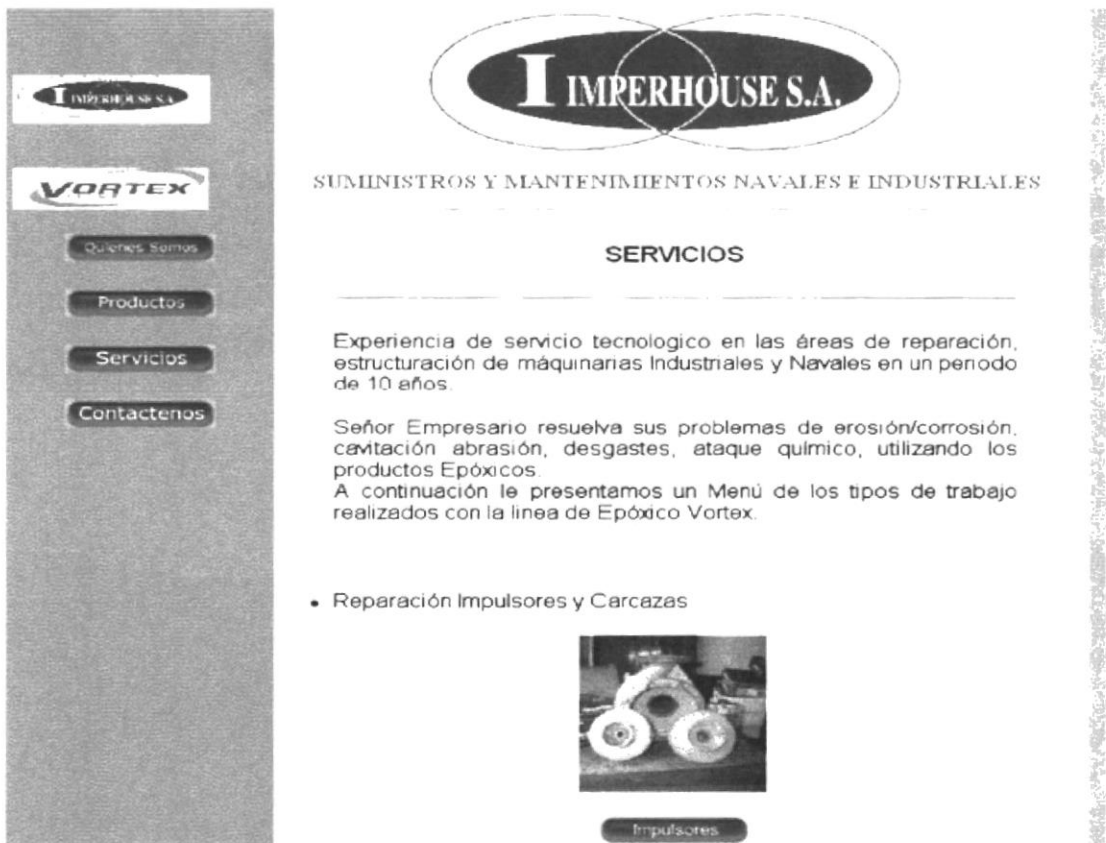 IMPERHOUSE S.A.
VORTEX
Quienes Somos
Productos
Servicios
Contactenos
I IMPERHOUSE S.A.
SUMINISTROS Y MANTENIMIENTOS NAVALES E INDUSTRIALES
SERVICIOS
Experiencia de servicio tecnologico en las áreas de reparación,
estructuración de máquinarias Industriales y Navales en un periodo
de 10 años.
Señor Empresario resuelva sus problemas de erosión/corrosión,
cavitación abrasión, desgastes, ataque químico, utilizando los
productos Epóxicos.
A continuación le presentamos un Menú de los tipos de trabajo
realizados con la linea de Epóxico Vortex.
• Reparación Impulsores y Carcazas
Impulsores